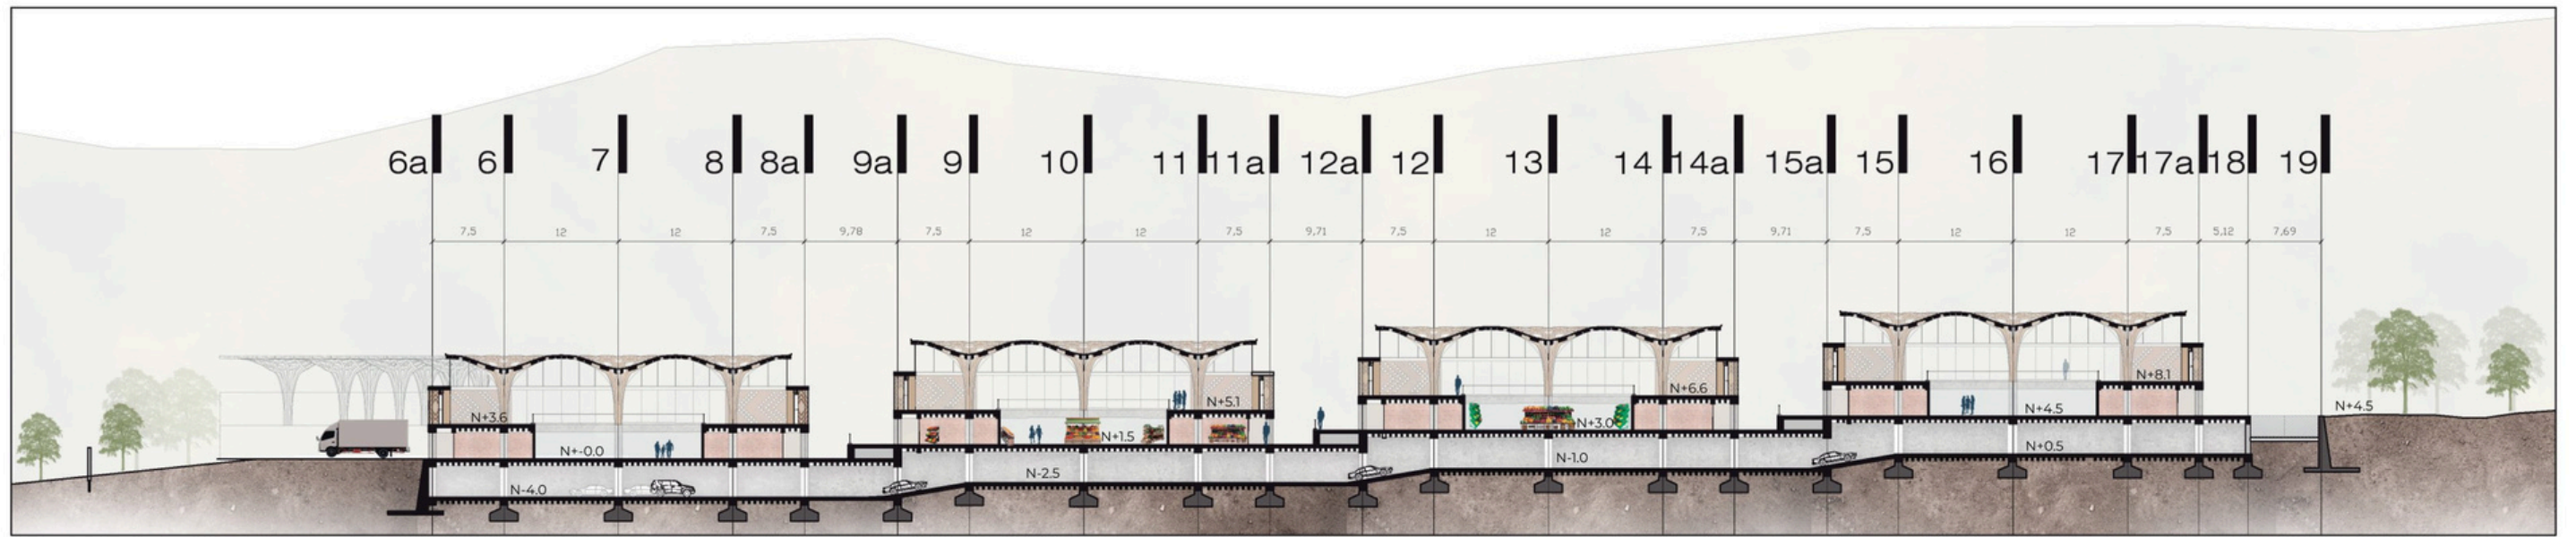 6a 6 7 8 8a 9a 9 10 11 11a 12a 12 13 14 14a 15a 15 16 17 17a 18 19
7,5 12 12 7,5 9,78 7,5 12 12 7,5 9,71 7,5 12 12 7,5 9,71 7,5 12 12 7,5 5,12 7,69
N+3.6 N+5.1 N+6.6 N+8.1
N+-0.0 N+1.5 N+3.0 N+4.5 N+4.5
N-4.0 N-2.5 N-1.0 N+0.5